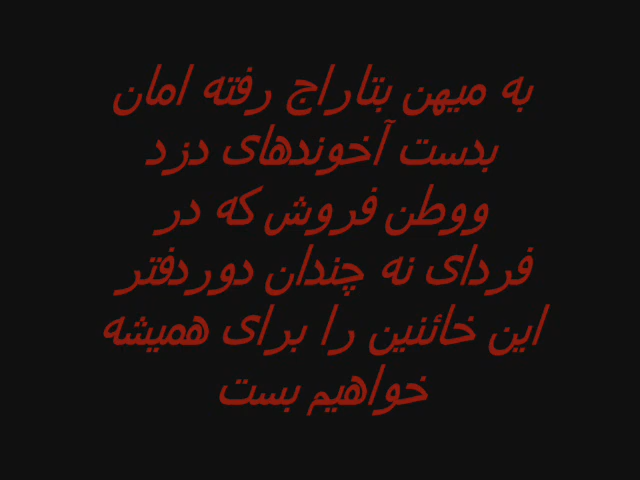 به میهن بتاراج رفته امان
بدست آخوندهای دزد
ووطن فروش که در
فردای نه چندان دوردفتر
این خائنین را برای همیشه
خواهیم بست